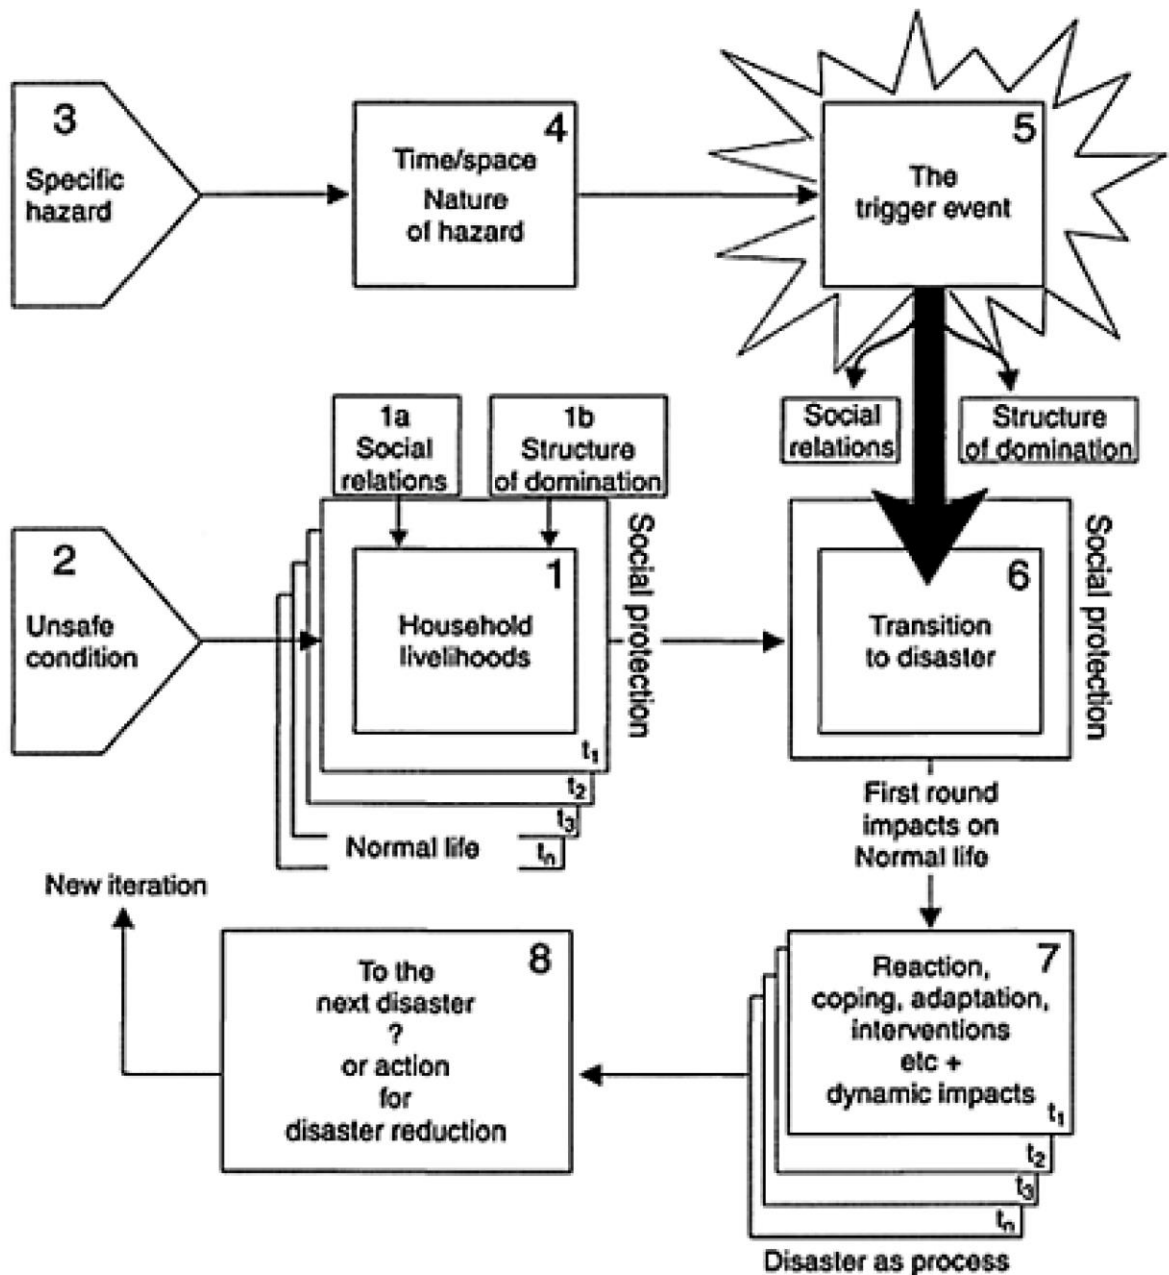 3
Specific
hazard
4
Time/space
Nature
of hazard
5
The
trigger event
Social
relations
Structure
of domination
1a
Social
relations
1b
Structure
of domination
2
Unsafe
condition
1
Household
livelihoods
t₁
t₂
t₃
tₙ
Normal life
Social protection
6
Transition
to disaster
Social protection
First round
impacts on
Normal life
New iteration
8
To the
next disaster
?
or action
for
disaster reduction
7
Reaction,
coping, adaptation,
interventions
etc +
dynamic impacts
t₁
t₂
t₃
tₙ
Disaster as process